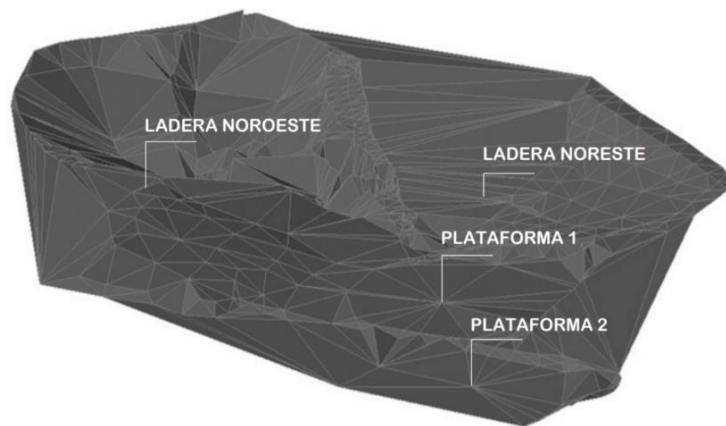 LADERA NOROESTE
LADERA NORESTE
PLATAFORMA 1
PLATAFORMA 2